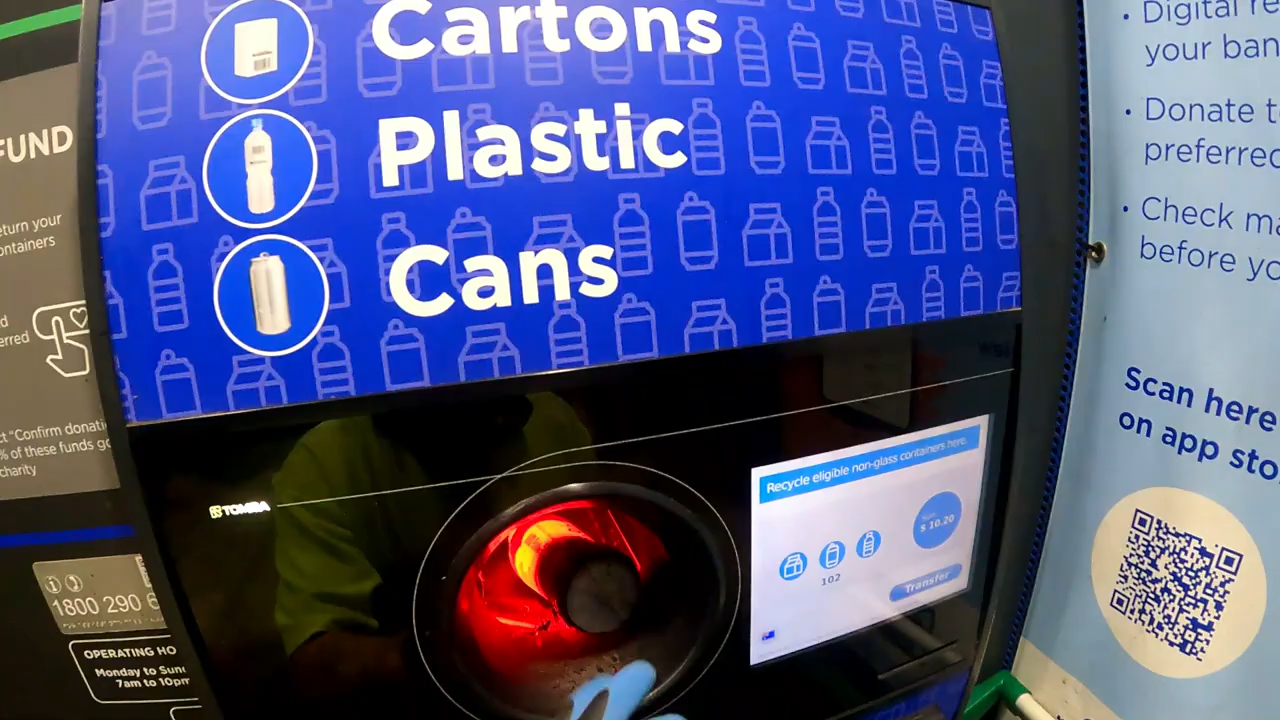 Cartons
Plastic
Cans
FUND
eturn your
ontainers
erred
ct "Confirm donati
% of these funds go
charity
1800 290 6
OPERATING HO
Monday to Sun
7am to 10pm
TOMRA
Recycle eligible non-glass containers here.
102
$ 10.20
Transfer
• Digital re
your ban
• Donate t
preferred
• Check ma
before yo
Scan here
on app sto